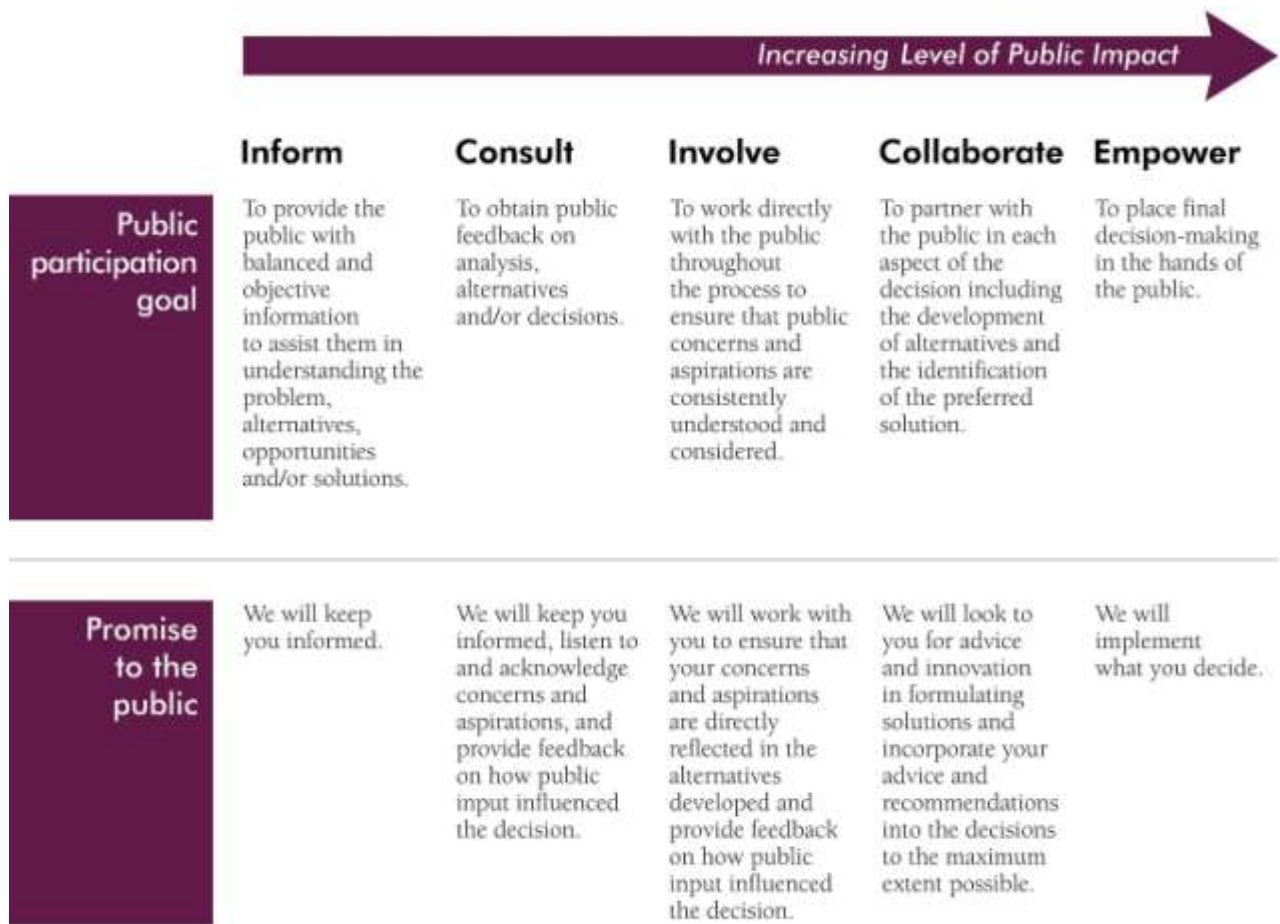 Increasing Level of Public Impact
Inform
Consult
Involve
Collaborate
Empower
Public
participation
goal
To provide the
public with
balanced and
objective
information
to assist them in
understanding the
problem,
alternatives,
opportunities
and/or solutions.
To obtain public
feedback on
analysis,
alternatives
and/or decisions.
To work directly
with the public
throughout
the process to
ensure that public
concerns and
aspirations are
consistently
understood and
considered.
To partner with
the public in each
aspect of the
decision including
the development
of alternatives and
the identification
of the preferred
solution.
To place final
decision-making
in the hands of
the public.
Promise
to the
public
We will keep
you informed.
We will keep you
informed, listen to
and acknowledge
concerns and
aspirations, and
provide feedback
on how public
input influenced
the decision.
We will work with
you to ensure that
your concerns
and aspirations
are directly
reflected in the
alternatives
developed and
provide feedback
on how public
input influenced
the decision.
We will look to
you for advice
and innovation
in formulating
solutions and
incorporate your
advice and
recommendations
into the decisions
to the maximum
extent possible.
We will
implement
what you decide.